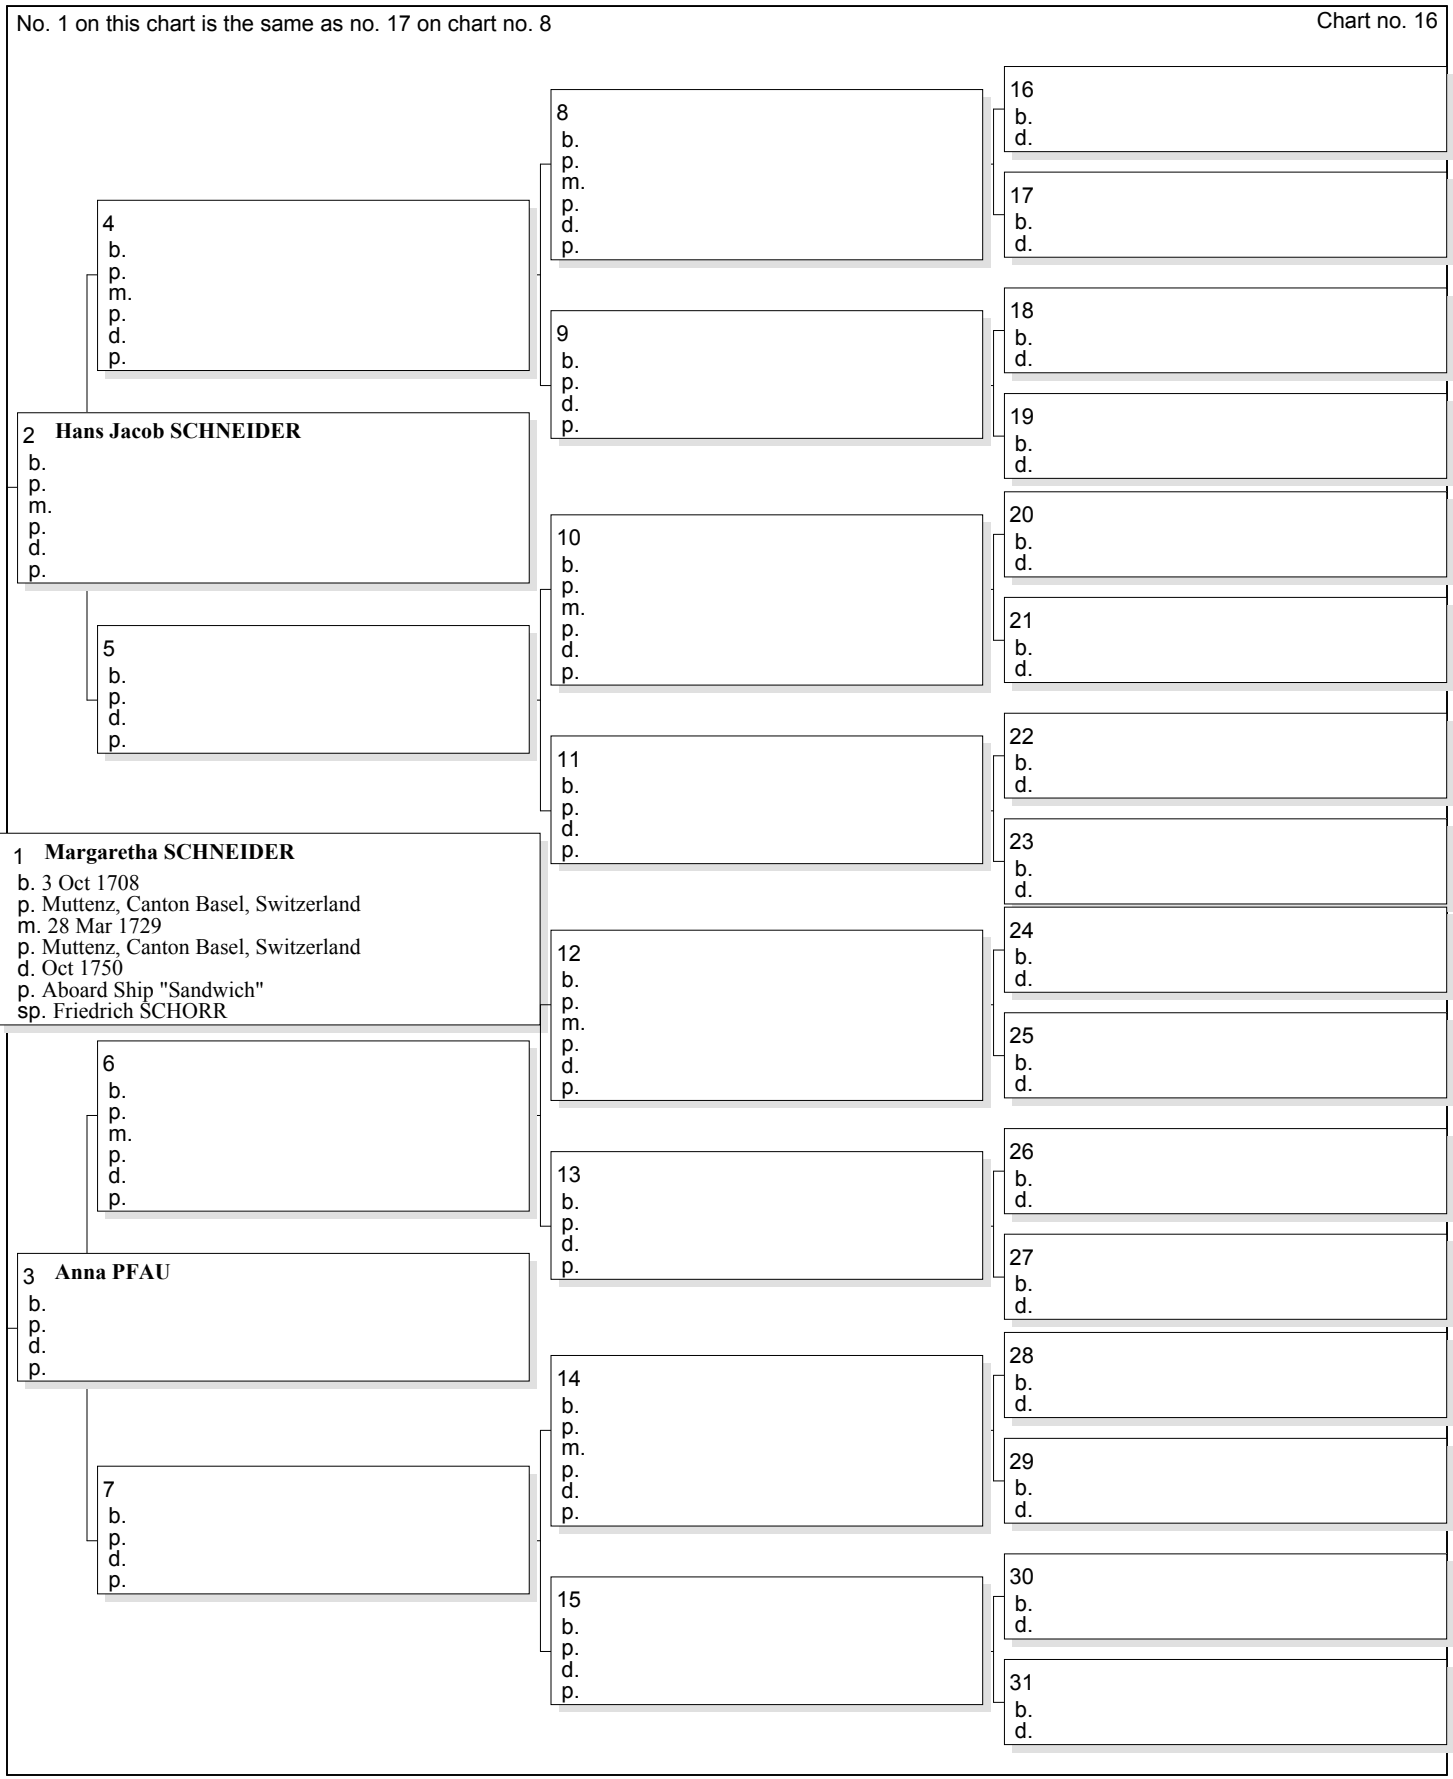 No. 1 on this chart is the same as no. 17 on chart no. 8
Chart no. 16
16
b.
d.
8
b.
p.
m.
p.
d.
p.
17
b.
d.
4
b.
p.
m.
p.
d.
p.
18
b.
d.
9
b.
p.
d.
p.
19
b.
d.
2 Hans Jacob SCHNEIDER
b.
p.
m.
p.
d.
p.
20
b.
d.
10
b.
p.
m.
p.
d.
p.
21
b.
d.
5
b.
p.
d.
p.
22
b.
d.
11
b.
p.
d.
p.
23
b.
d.
1 Margaretha SCHNEIDER
b. 3 Oct 1708
p. Muttenz, Canton Basel, Switzerland
m. 28 Mar 1729
p. Muttenz, Canton Basel, Switzerland
d. Oct 1750
p. Aboard Ship "Sandwich"
sp. Friedrich SCHORR
24
b.
d.
12
b.
p.
m.
p.
d.
p.
25
b.
d.
6
b.
p.
m.
p.
d.
p.
26
b.
d.
13
b.
p.
d.
p.
27
b.
d.
3 Anna PFAU
b.
p.
d.
p.
28
b.
d.
14
b.
p.
m.
p.
d.
p.
29
b.
d.
7
b.
p.
d.
p.
30
b.
d.
15
b.
p.
d.
p.
31
b.
d.